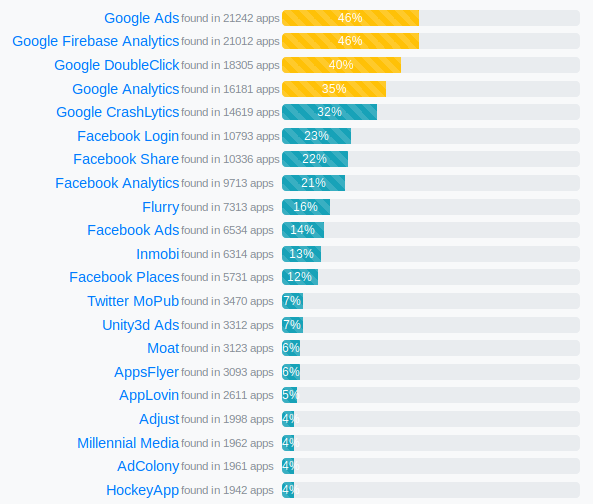 Google Ads found in 21242 apps 46%
Google Firebase Analytics found in 21012 apps 46%
Google DoubleClick found in 18305 apps 40%
Google Analytics found in 16181 apps 35%
Google CrashLytics found in 14619 apps 32%
Facebook Login found in 10793 apps 23%
Facebook Share found in 10336 apps 22%
Facebook Analytics found in 9713 apps 21%
Flurry found in 7313 apps 16%
Facebook Ads found in 6534 apps 14%
Inmobi found in 6314 apps 13%
Facebook Places found in 5731 apps 12%
Twitter MoPub found in 3470 apps 7%
Unity3d Ads found in 3312 apps 7%
Moat found in 3123 apps 6%
AppsFlyer found in 3093 apps 6%
AppLovin found in 2611 apps 5%
Adjust found in 1998 apps 4%
Millennial Media found in 1962 apps 4%
AdColony found in 1961 apps 4%
HockeyApp found in 1942 apps 4%